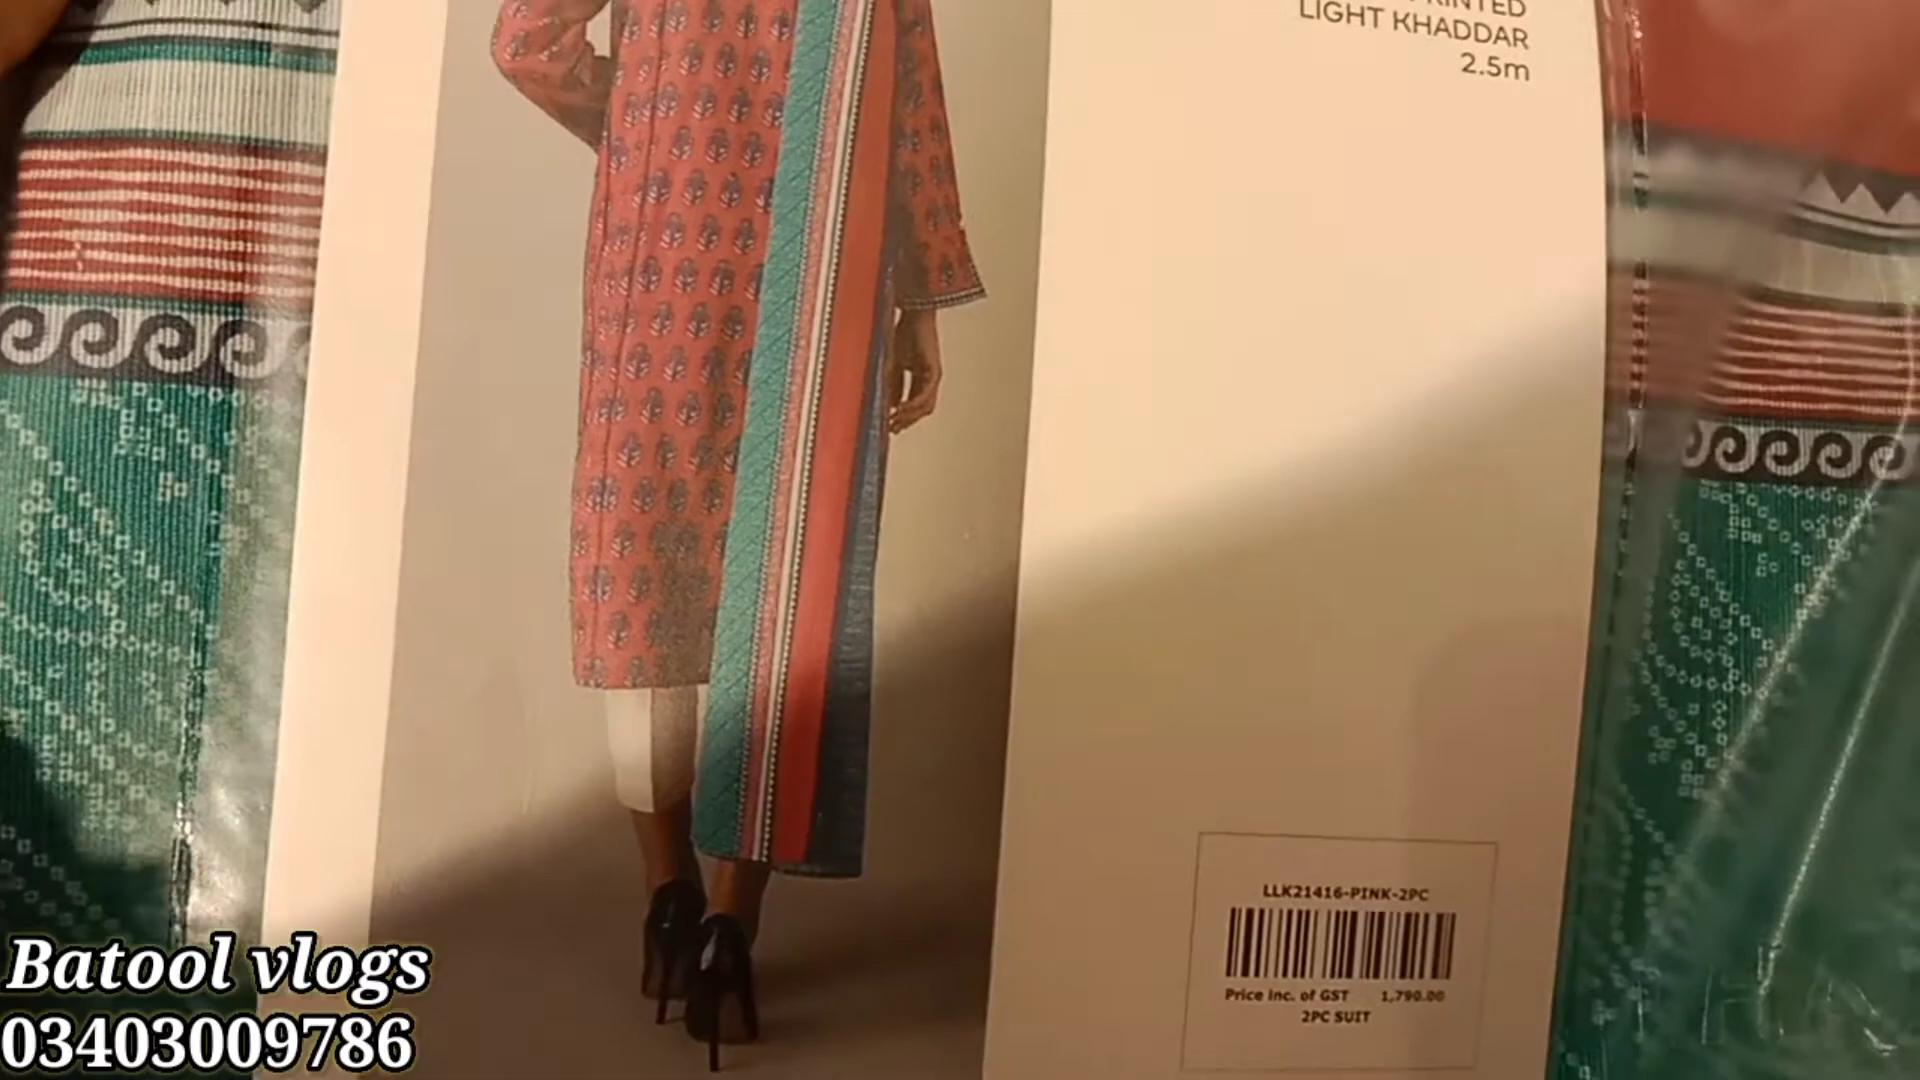 LIGHT KHADDAR
2.5m
LLK21416-PINK-2PC
Price inc. of GST 1,790.00
2PC SUIT
Batool vlogs
03403009786